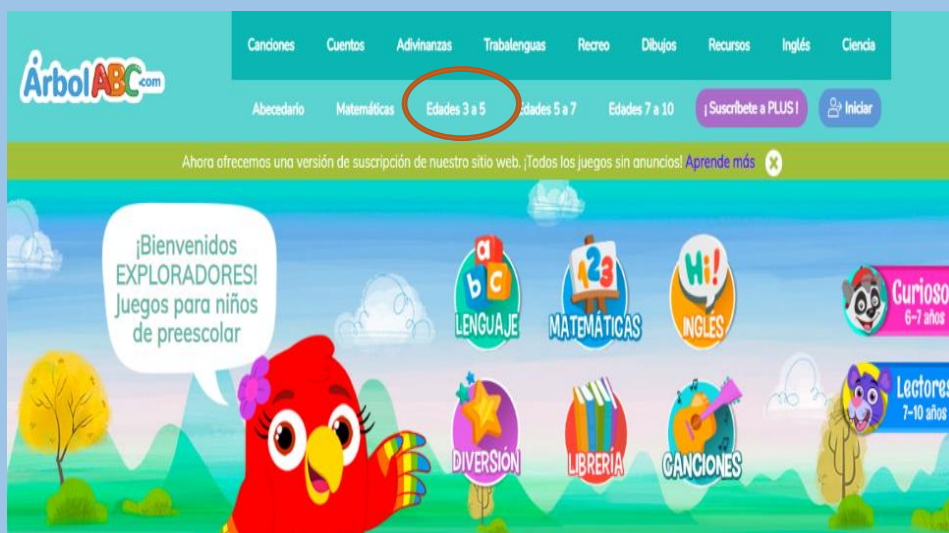 Canciones Cuentos Adivinanzas Trabalenguas Recreo Dibujos Recursos Inglés Ciencia
ÁrbolABC.com
Abecedario Matemáticas Edades 3 a 5 Edades 5 a 7 Edades 7 a 10 ¡ Suscríbete a PLUS ! Iniciar
Ahora ofrecemos una versión de suscripción de nuestro sitio web. ¡Todos los juegos sin anuncios! Aprende más
¡Bienvenidos
EXPLORADORES!
Juegos para niños
de preescolar
abc
LENGUAJE
123
MATEMÁTICAS
Hi!
INGLÉS
DIVERSIÓN
LIBRERÍA
CANCIONES
Curioso
6-7 años
Lectores
7-10 años